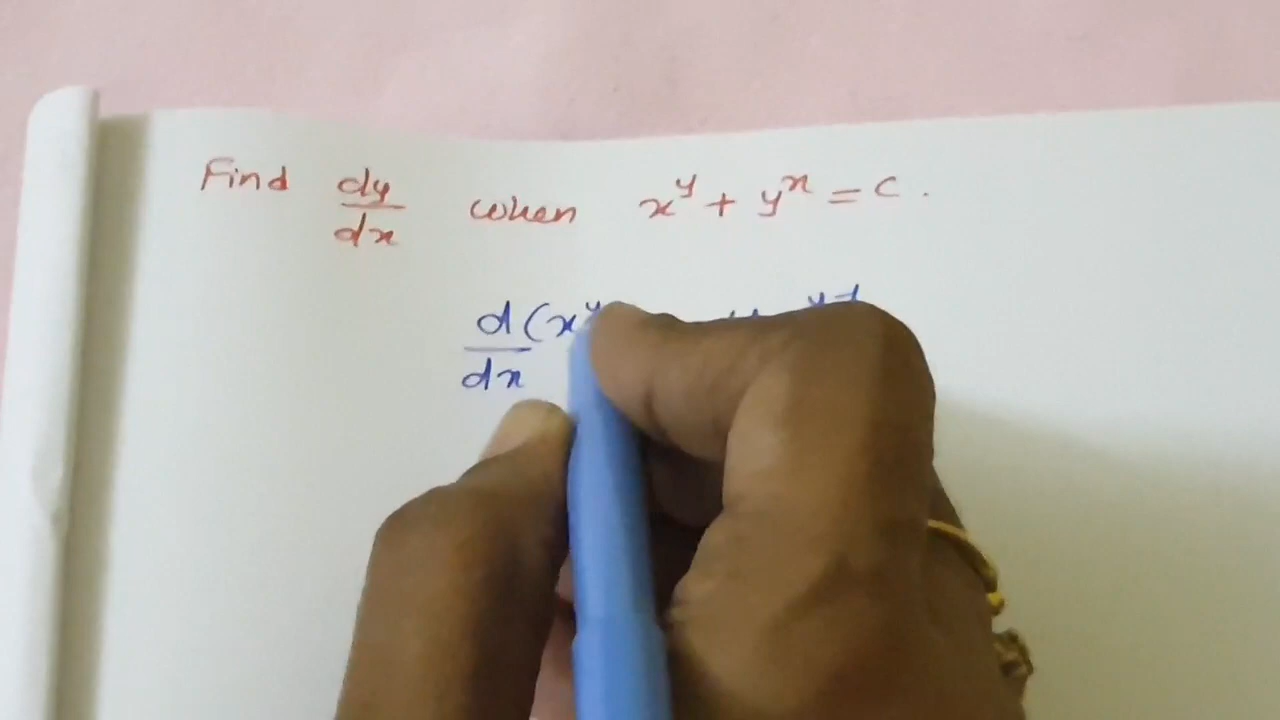 Find dy/dx when x^y + y^x = c.
d/dx (x^y